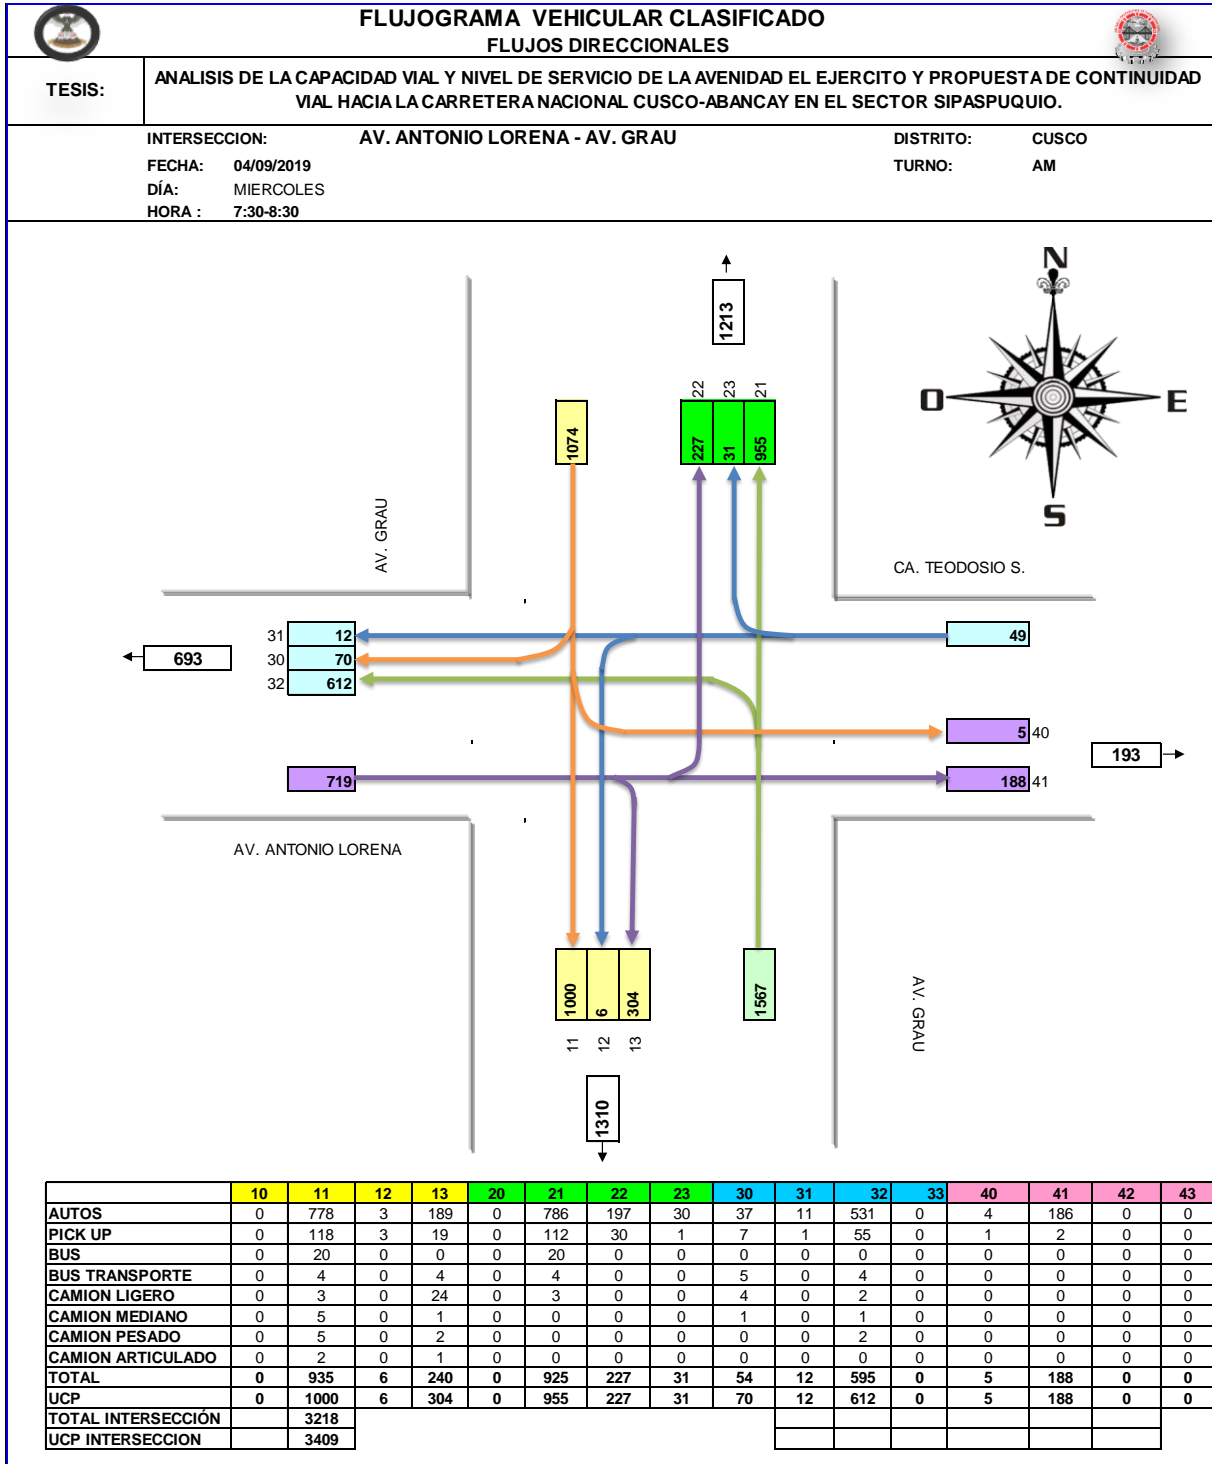 FLUJOGRAMA VEHICULAR CLASIFICADO
FLUJOS DIRECCIONALES
TESIS:
ANALISIS DE LA CAPACIDAD VIAL Y NIVEL DE SERVICIO DE LA AVENIDAD EL EJERCITO Y PROPUESTA DE CONTINUIDAD
VIAL HACIA LA CARRETERA NACIONAL CUSCO-ABANCAY EN EL SECTOR SIPASPUQUIO.
INTERSECCION: AV. ANTONIO LORENA - AV. GRAU DISTRITO: CUSCO
FECHA: 04/09/2019 TURNO: AM
DÍA: MIERCOLES
HORA : 7:30-8:30
N
1213
22 23 21
1074 227 31 955
O E
S
AV. GRAU
CA. TEODOSIO S.
31 12 49
693 30 70
32 612
5 40
193
719 188 41
AV. ANTONIO LORENA
1000 6 304 1567
AV. GRAU
11 12 13
1310
10 11 12 13 20 21 22 23 30 31 32 33 40 41 42 43
AUTOS 0 778 3 189 0 786 197 30 37 11 531 0 4 186 0 0
PICK UP 0 118 3 19 0 112 30 1 7 1 55 0 1 2 0 0
BUS 0 20 0 0 0 20 0 0 0 0 0 0 0 0 0 0
BUS TRANSPORTE 0 4 0 4 0 4 0 0 5 0 4 0 0 0 0 0
CAMION LIGERO 0 3 0 24 0 3 0 0 4 0 2 0 0 0 0 0
CAMION MEDIANO 0 5 0 1 0 0 0 0 1 0 1 0 0 0 0 0
CAMION PESADO 0 5 0 2 0 0 0 0 0 0 2 0 0 0 0 0
CAMION ARTICULADO 0 2 0 1 0 0 0 0 0 0 0 0 0 0 0 0
TOTAL 0 935 6 240 0 925 227 31 54 12 595 0 5 188 0 0
UCP 0 1000 6 304 0 955 227 31 70 12 612 0 5 188 0 0
TOTAL INTERSECCIÓN 3218
UCP INTERSECCION 3409